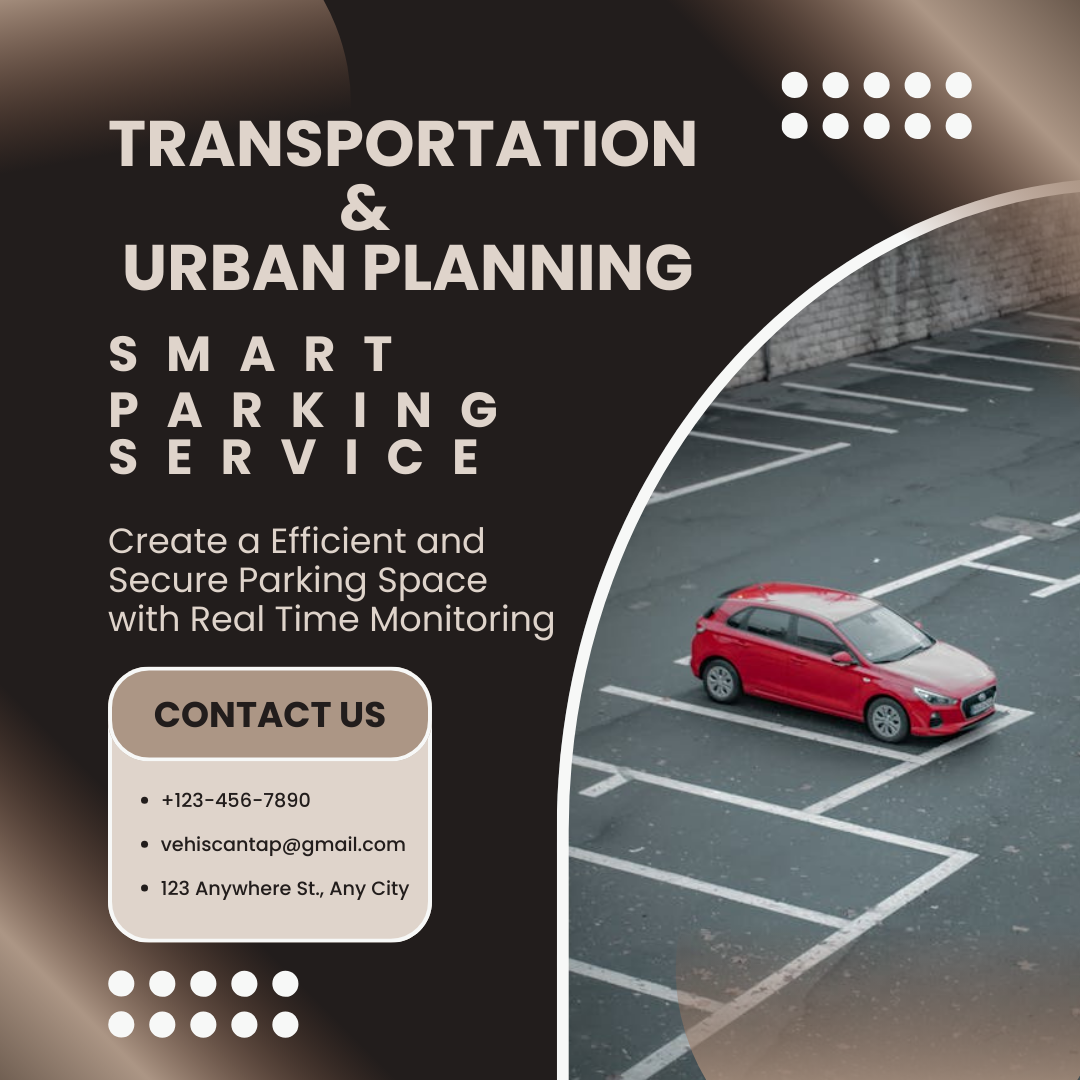 TRANSPORTATION
&
URBAN PLANNING
SMART
PARKING
SERVICE
Create a Efficient and
Secure Parking Space
with Real Time Monitoring
CONTACT US
• +123-456-7890
• vehiscantap@gmail.com
• 123 Anywhere St., Any City